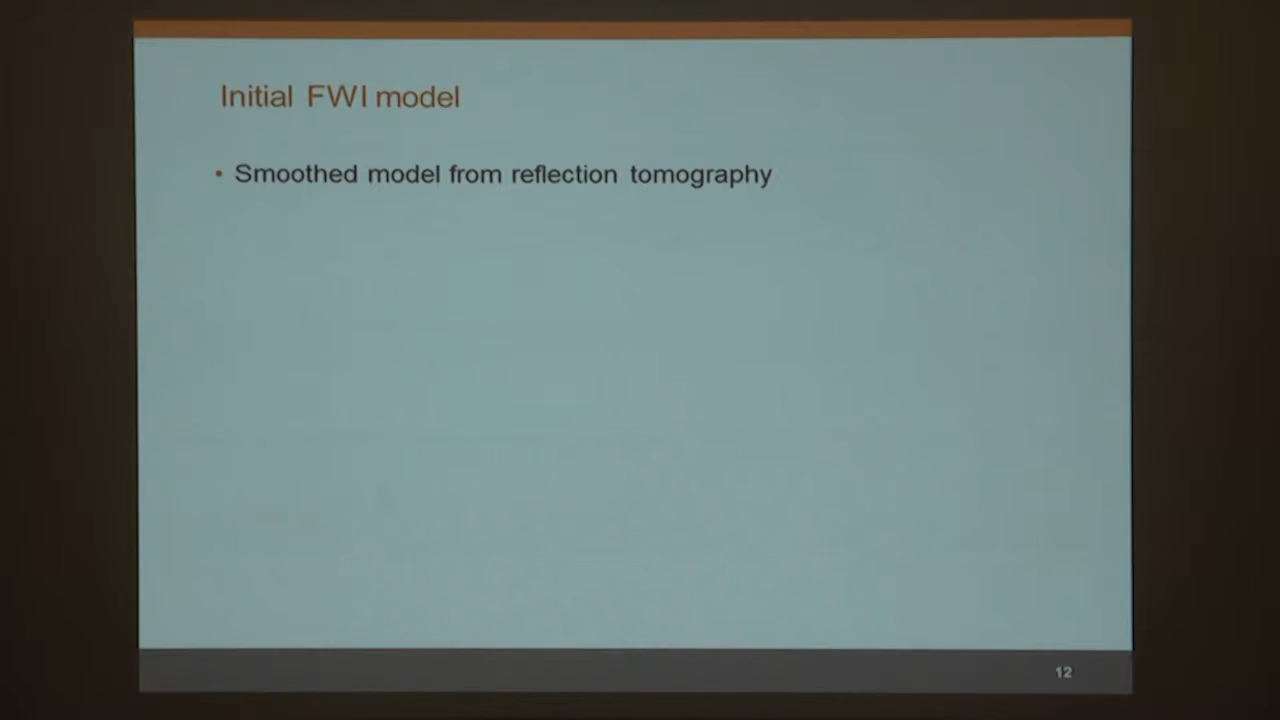 Initial FWI model
• Smoothed model from reflection tomography
12